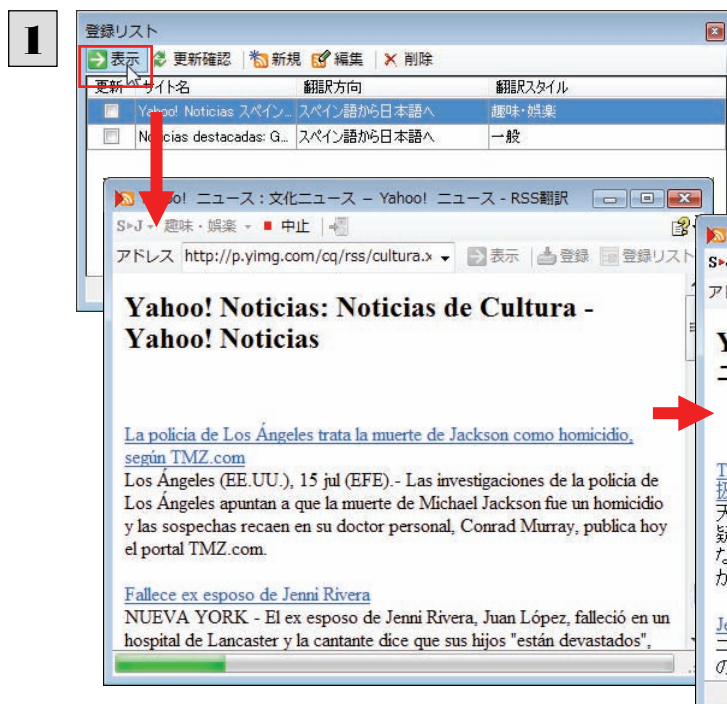 1
登録リスト
表示 更新確認 新規 編集 削除
更新 サイト名 翻訳方向 翻訳スタイル
Yahoo! Noticias スペイン... スペイン語から日本語へ 趣味・娯楽
Noticias destacadas: G... スペイン語から日本語へ 一般
Yahoo! ニュース : 文化ニュース – Yahoo! ニュース - RSS翻訳
S▸J 趣味・娯楽 中止
アドレス http://p.yimg.com/cq/rss/cultura.x 表示 登録 登録リスト
Yahoo! Noticias: Noticias de Cultura -
Yahoo! Noticias
La policia de Los Ángeles trata la muerte de Jackson como homicidio,
según TMZ.com
Los Ángeles (EE.UU.), 15 jul (EFE).- Las investigaciones de la policia de
Los Ángeles apuntan a que la muerte de Michael Jackson fue un homicidio
y las sospechas recaen en su doctor personal, Conrad Murray, publica hoy
el portal TMZ.com.
Fallece ex esposo de Jenni Rivera
NUEVA YORK - El ex esposo de Jenni Rivera, Juan López, falleció en un
hospital de Lancaster y la cantante dice que sus hijos "están devastados",